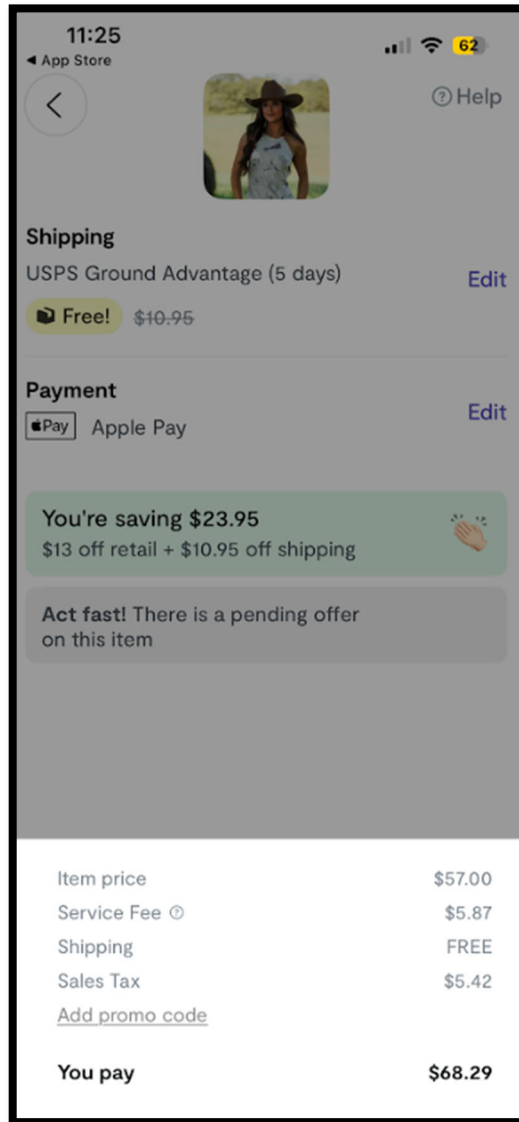 11:25
◀ App Store
62
Help
Shipping
USPS Ground Advantage (5 days)
Edit
Free! $10.95
Payment
Pay Apple Pay
Edit
You're saving $23.95
$13 off retail + $10.95 off shipping
Act fast! There is a pending offer
on this item
Item price $57.00
Service Fee $5.87
Shipping FREE
Sales Tax $5.42
Add promo code
You pay $68.29